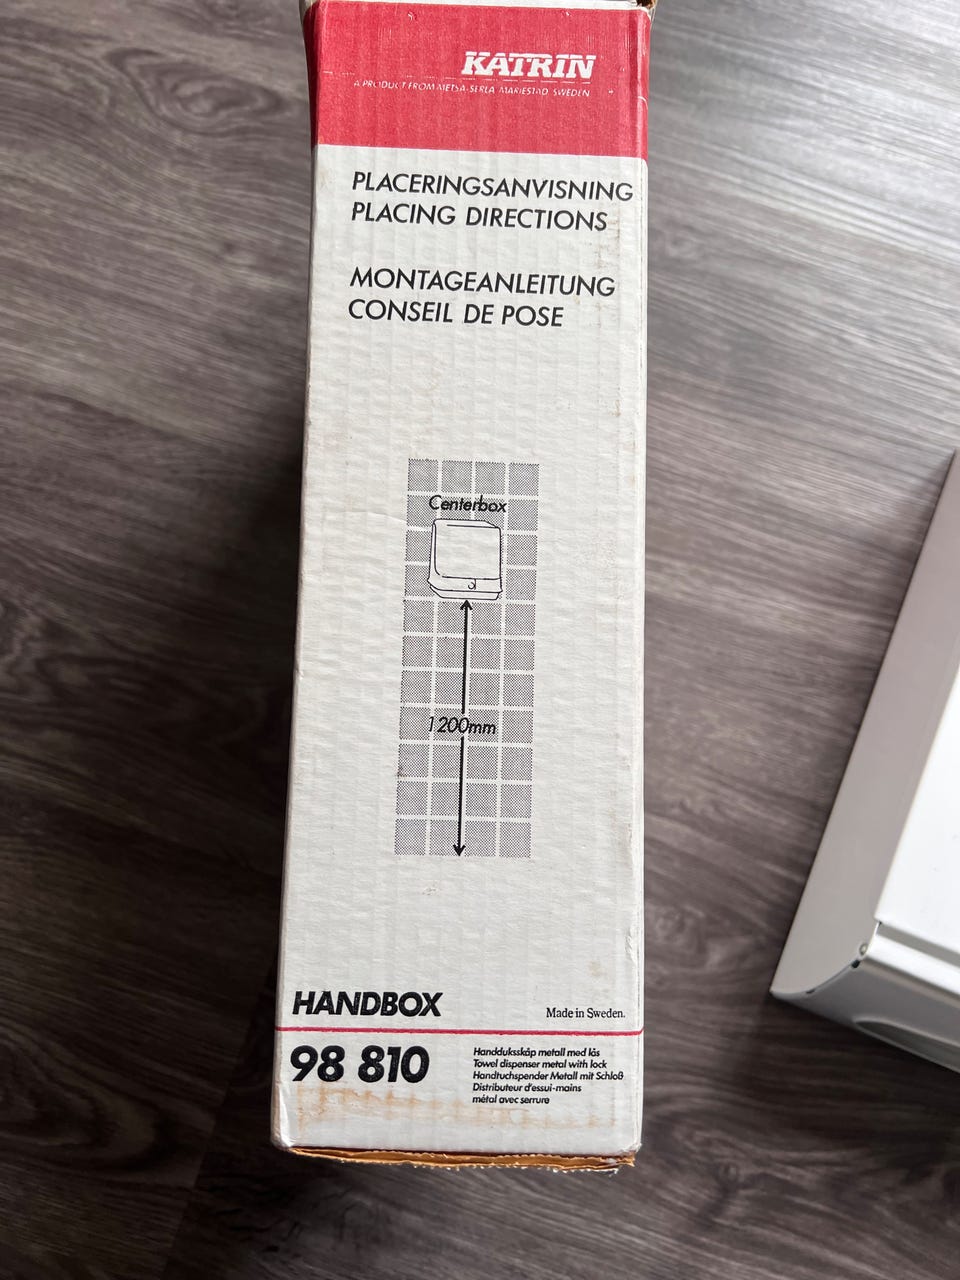 KATRIN
A PRODUCT FROM METSÄ-SERLA MARIESTAD SWEDEN
PLACERINGSANVISNING
PLACING DIRECTIONS
MONTAGEANLEITUNG
CONSEIL DE POSE
Centerbox
1200mm
HANDBOX
Made in Sweden.
98 810
Handduksskåp metall med lås
Towel dispenser metal with lock
Handtuchspender Metall mit Schloß
Distributeur d'essui-mains
métal avec serrure